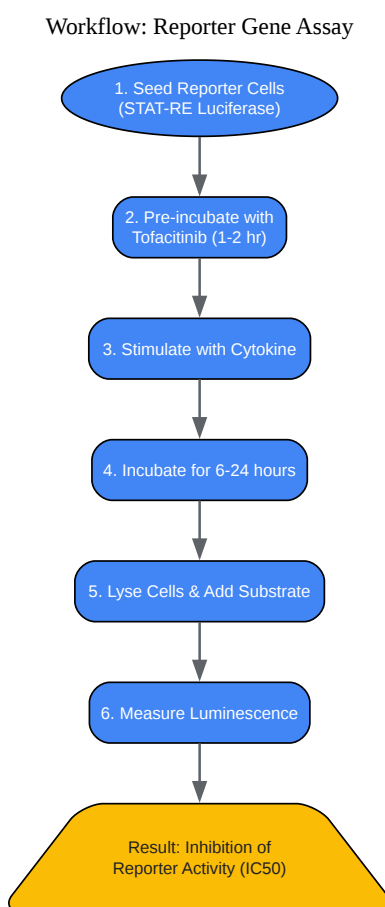 Workflow: Reporter Gene Assay
1. Seed Reporter Cells
(STAT-RE Luciferase)
2. Pre-incubate with
Tofacitinib (1-2 hr)
3. Stimulate with Cytokine
4. Incubate for 6-24 hours
5. Lyse Cells & Add Substrate
6. Measure Luminescence
Result: Inhibition of
Reporter Activity (IC50)